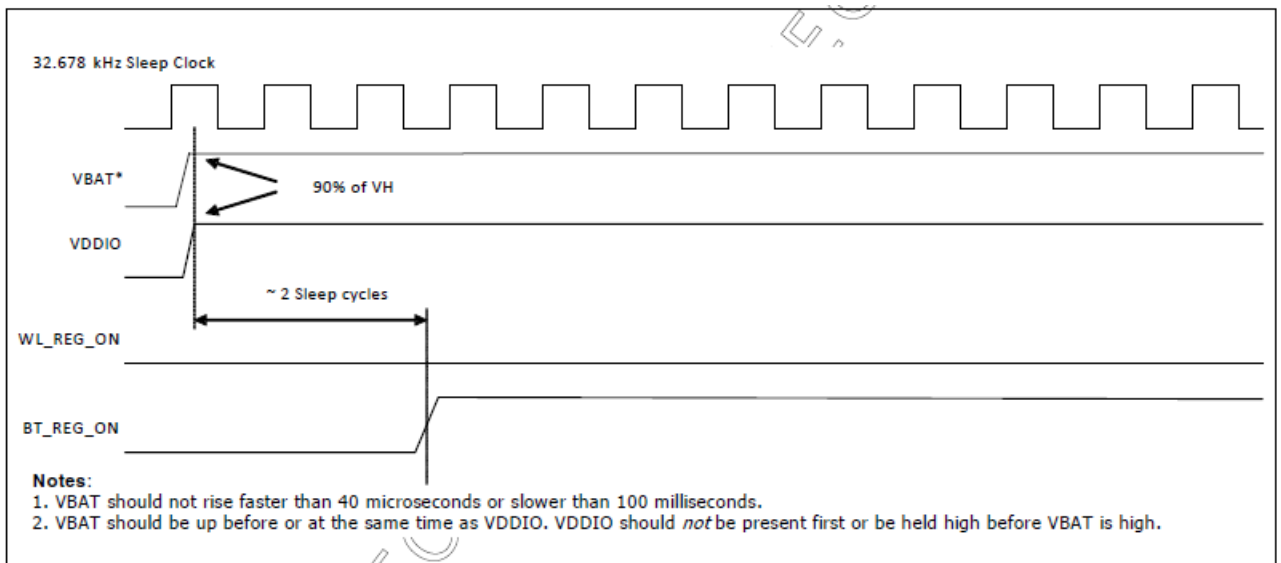 32.678 kHz Sleep Clock
VBAT*
90% of VH
VDDIO
~ 2 Sleep cycles
WL_REG_ON
BT_REG_ON
Notes:
1. VBAT should not rise faster than 40 microseconds or slower than 100 milliseconds.
2. VBAT should be up before or at the same time as VDDIO. VDDIO should not be present first or be held high before VBAT is high.